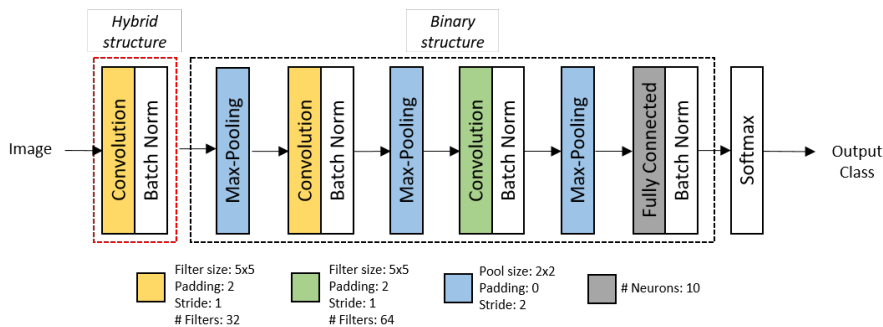 Hybrid
structure
Binary
structure
Image
Convolution
Batch Norm
Max-Pooling
Convolution
Batch Norm
Max-Pooling
Convolution
Batch Norm
Max-Pooling
Fully Connected
Batch Norm
Softmax
Output
Class
Filter size: 5x5
Padding: 2
Stride: 1
# Filters: 32
Filter size: 5x5
Padding: 2
Stride: 1
# Filters: 64
Pool size: 2x2
Padding: 0
Stride: 2
# Neurons: 10